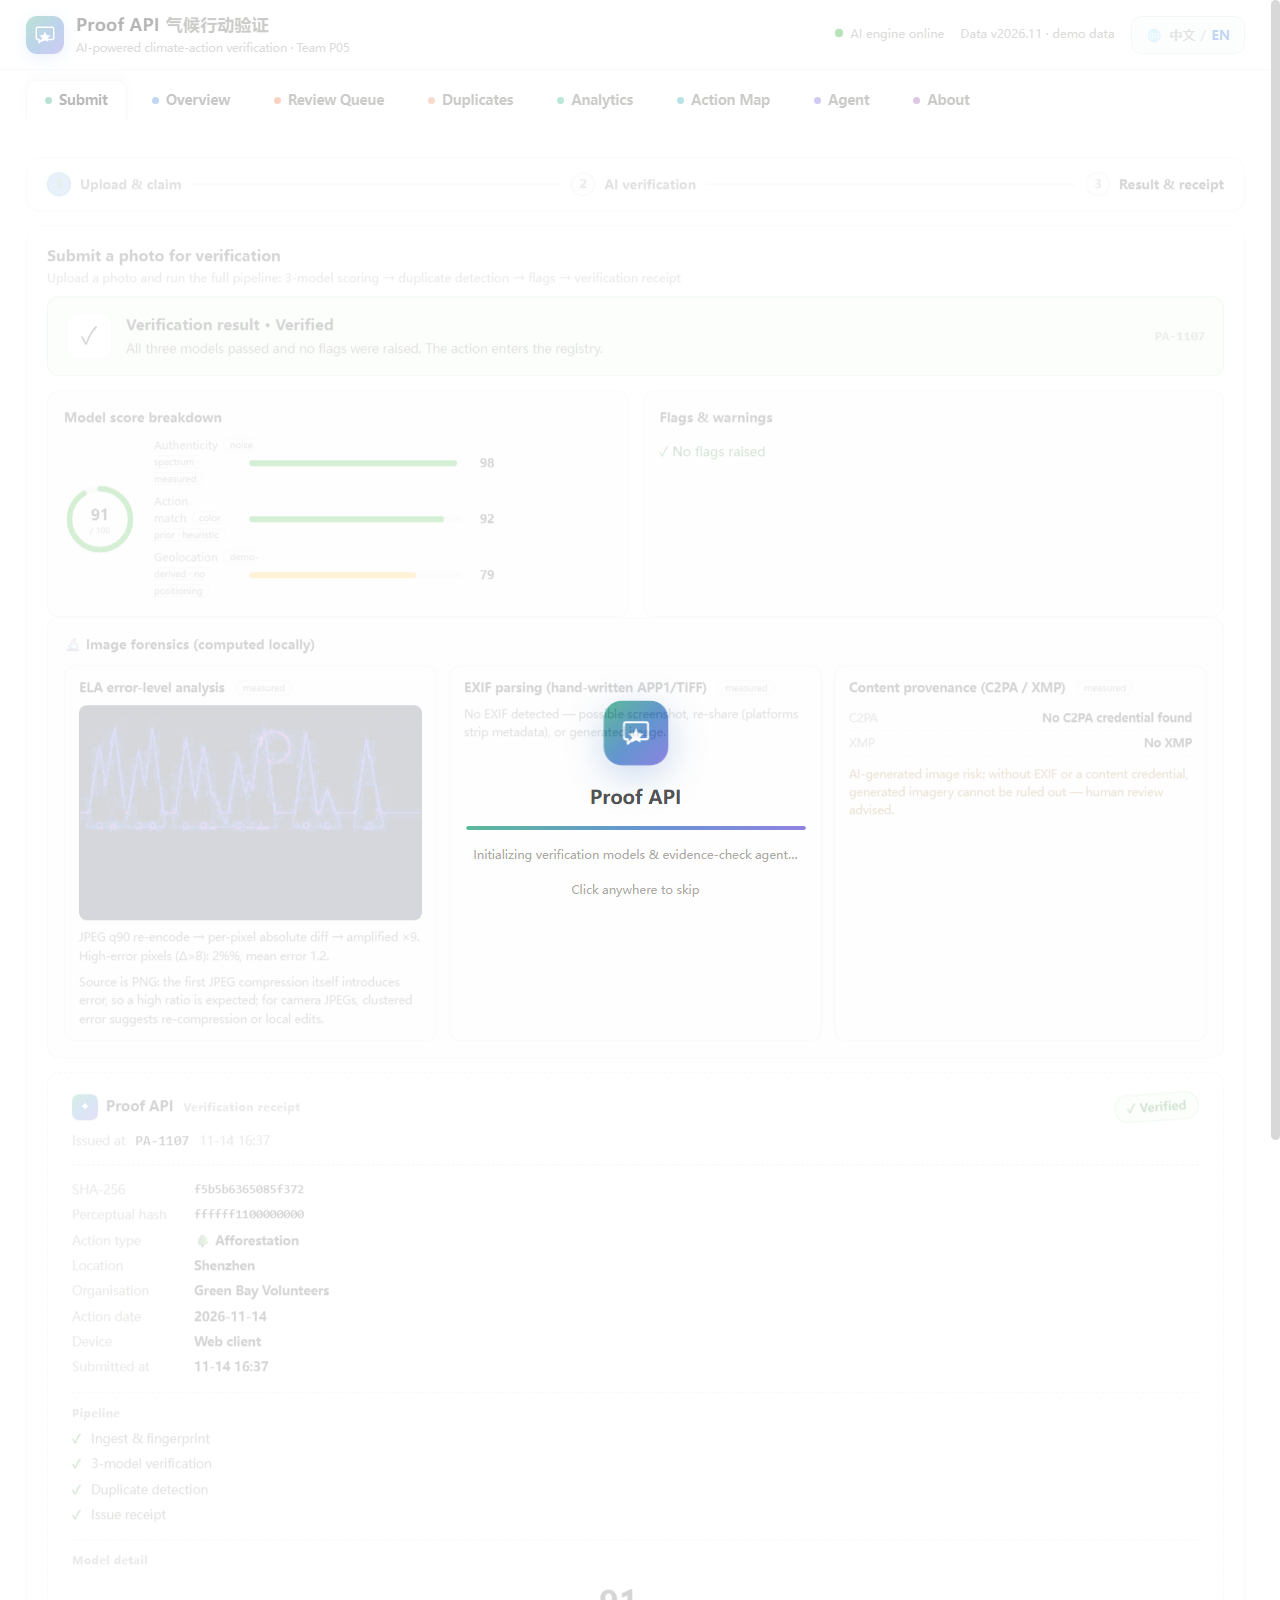 Proof API 气候行动验证
AI-powered climate-action verification · Team P05
AI engine online
Data v2026.11 · demo data
中文 / EN
Submit
Overview
Review Queue
Duplicates
Analytics
Action Map
Agent
About
Upload & claim
2 AI verification
3 Result & receipt
Submit a photo for verification
Upload a photo and run the full pipeline: 3-model scoring → duplicate detection → flags → verification receipt
✓ Verification result • Verified
All three models passed and no flags were raised. The action enters the registry.
PA-1107
Model score breakdown
91
/ 100
Authenticity noise
spectrum ·
measured
98
Action
match color
prior · heuristic
92
Geolocation demo-
derived · no
positioning
79
Flags & warnings
✓ No flags raised
Image forensics (computed locally)
ELA error-level analysis measured
JPEG q90 re-encode → per-pixel absolute diff → amplified ×9.
High-error pixels (Δ>8): 2%%, mean error 1.2.
Source is PNG: the first JPEG compression itself introduces
error, so a high ratio is expected; for camera JPEGs, clustered
error suggests re-compression or local edits.
EXIF parsing (hand-written APP1/TIFF) measured
No EXIF detected — possible screenshot, re-share (platforms
strip metadata), or generated image.
Content provenance (C2PA / XMP) measured
C2PA No C2PA credential found
XMP No XMP
AI-generated image risk: without EXIF or a content credential,
generated imagery cannot be ruled out — human review
advised.
Proof API
Initializing verification models & evidence-check agent...
Click anywhere to skip
Proof API Verification receipt
✓ Verified
Issued at PA-1107 11-14 16:37
SHA-256 f5b5b6365085f372
Perceptual hash ffffff1100000000
Action type Afforestation
Location Shenzhen
Organisation Green Bay Volunteers
Action date 2026-11-14
Device Web client
Submitted at 11-14 16:37
Pipeline
✓ Ingest & fingerprint
✓ 3-model verification
✓ Duplicate detection
✓ Issue receipt
Model detail
91